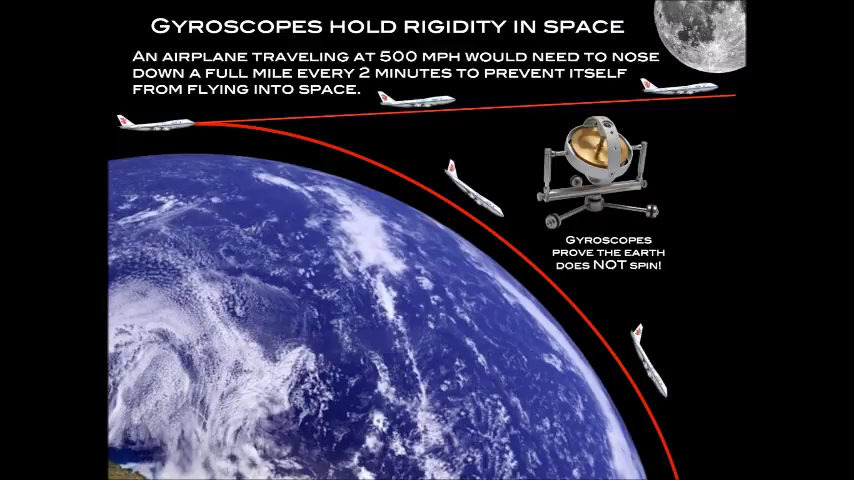 GYROSCOPES HOLD RIGIDITY IN SPACE
AN AIRPLANE TRAVELING AT 500 MPH WOULD NEED TO NOSE
DOWN A FULL MILE EVERY 2 MINUTES TO PREVENT ITSELF
FROM FLYING INTO SPACE.
GYROSCOPES
PROVE THE EARTH
DOES NOT SPIN!